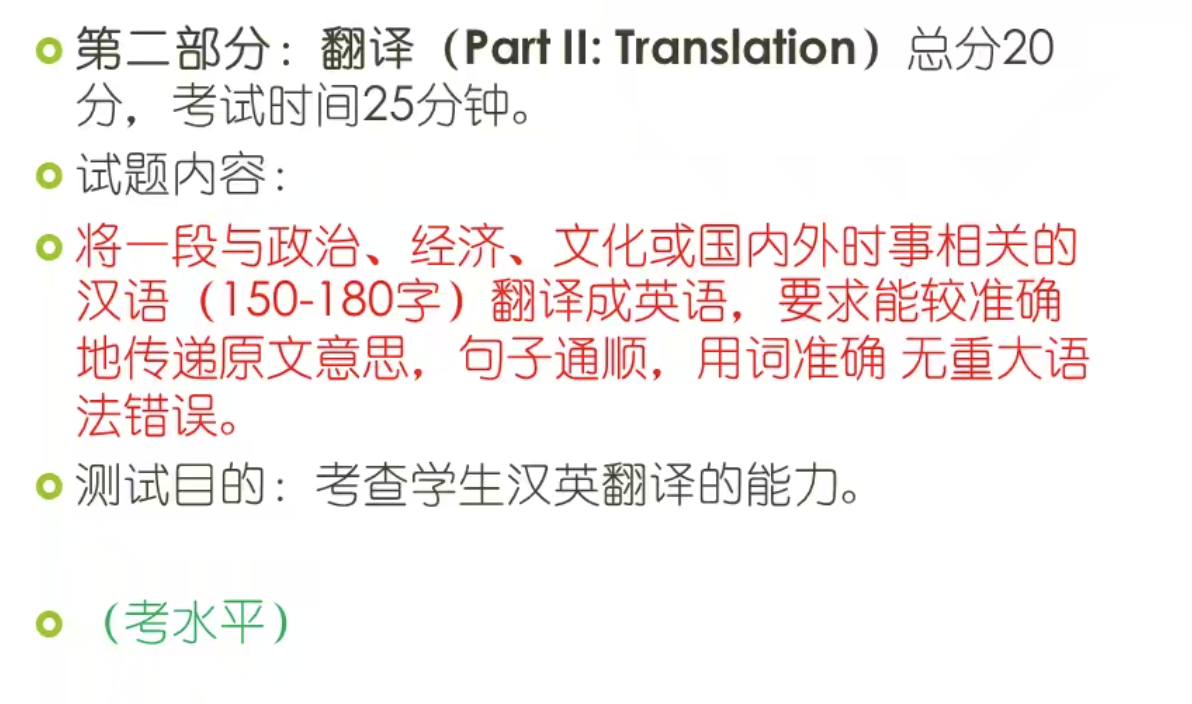 第二部分：翻译（Part II: Translation）总分20
分，考试时间25分钟。
试题内容：
将一段与政治、经济、文化或国内外时事相关的
汉语（150-180字）翻译成英语，要求能较准确
地传递原文意思，句子通顺，用词准确 无重大语
法错误。
测试目的：考查学生汉英翻译的能力。
（考水平）